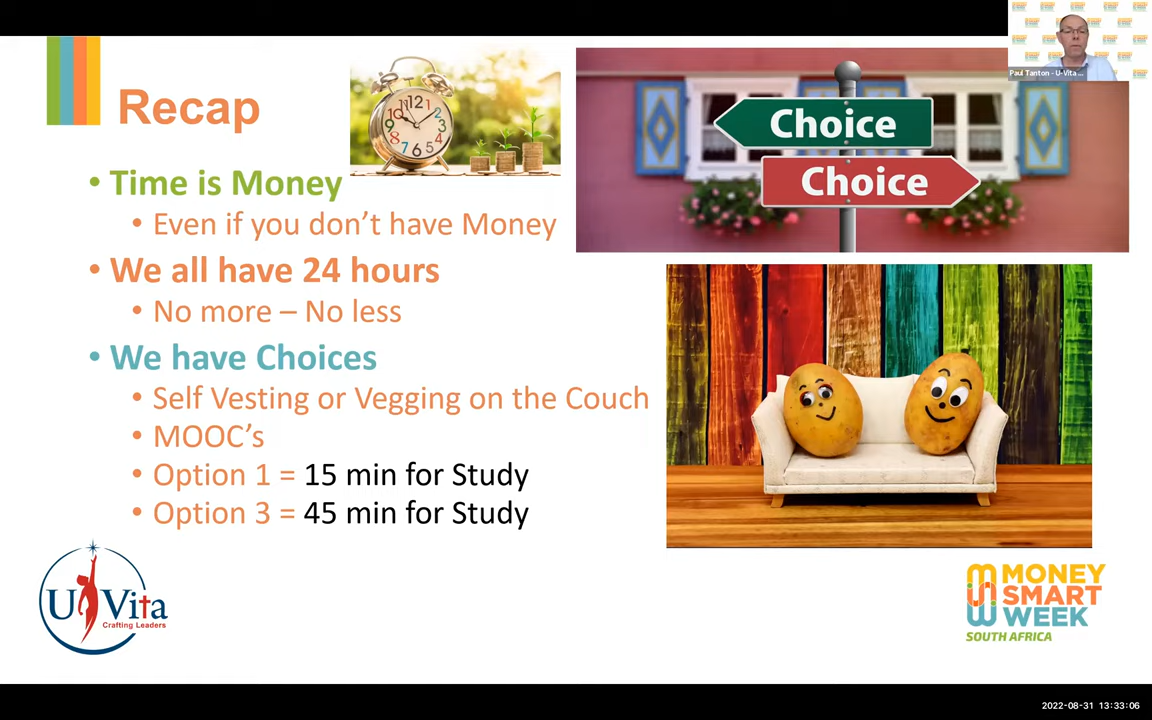 Recap
• Time is Money
• Even if you don't have Money
• We all have 24 hours
• No more – No less
• We have Choices
• Self Vesting or Vegging on the Couch
• MOOC's
• Option 1 = 15 min for Study
• Option 3 = 45 min for Study
Choice
Choice
Paul Tanton - U-Vita ...
U Vita
Crafting Leaders
MONEY
SMART
WEEK
SOUTH AFRICA
2022-08-31 13:33:06